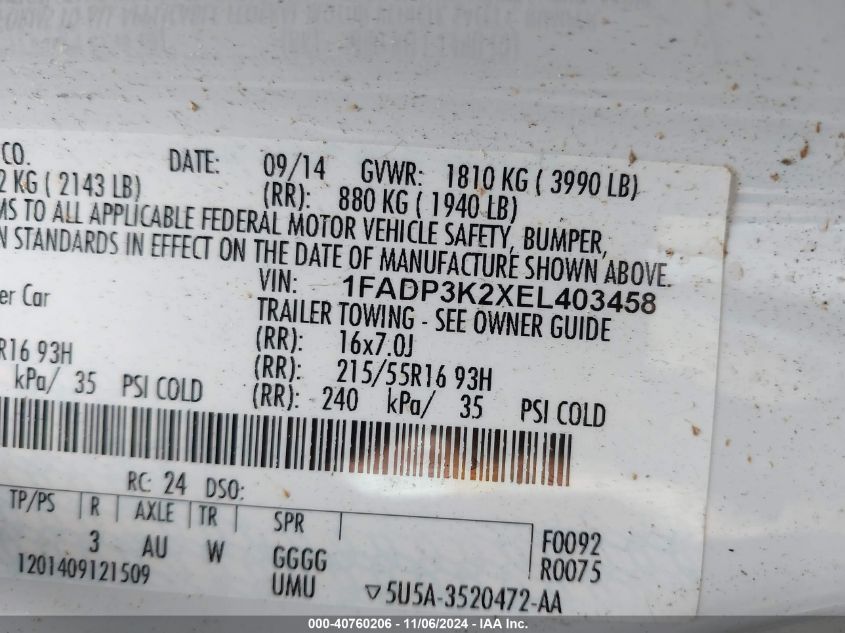 CO. DATE: 09/14 GVWR: 1810 KG ( 3990 LB)
2 KG ( 2143 LB) (RR): 880 KG ( 1940 LB)
MS TO ALL APPLICABLE FEDERAL MOTOR VEHICLE SAFETY, BUMPER,
N STANDARDS IN EFFECT ON THE DATE OF MANUFACTURE SHOWN ABOVE.
VIN: 1FADP3K2XEL403458
er Car TRAILER TOWING - SEE OWNER GUIDE
(RR): 16x7.0J
R16 93H (RR): 215/55R16 93H
kPa/ 35 PSI COLD (RR): 240 kPa/ 35 PSI COLD
RC: 24 DSO:
TP/PS R AXLE TR SPR F0092
3 AU W GGGG R0075
1201409121509 UMU ▽5U5A-3520472-AA
000-40760206 - 11/06/2024 - IAA Inc.